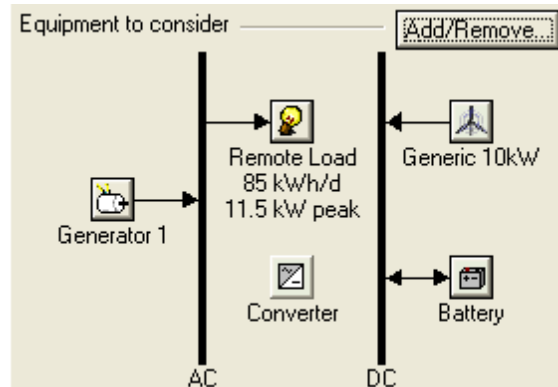 Equipment to consider
Add/Remove...
Remote Load
85 kWh/d
11.5 kW peak
Generic 10kW
Generator 1
Converter
Battery
AC
DC